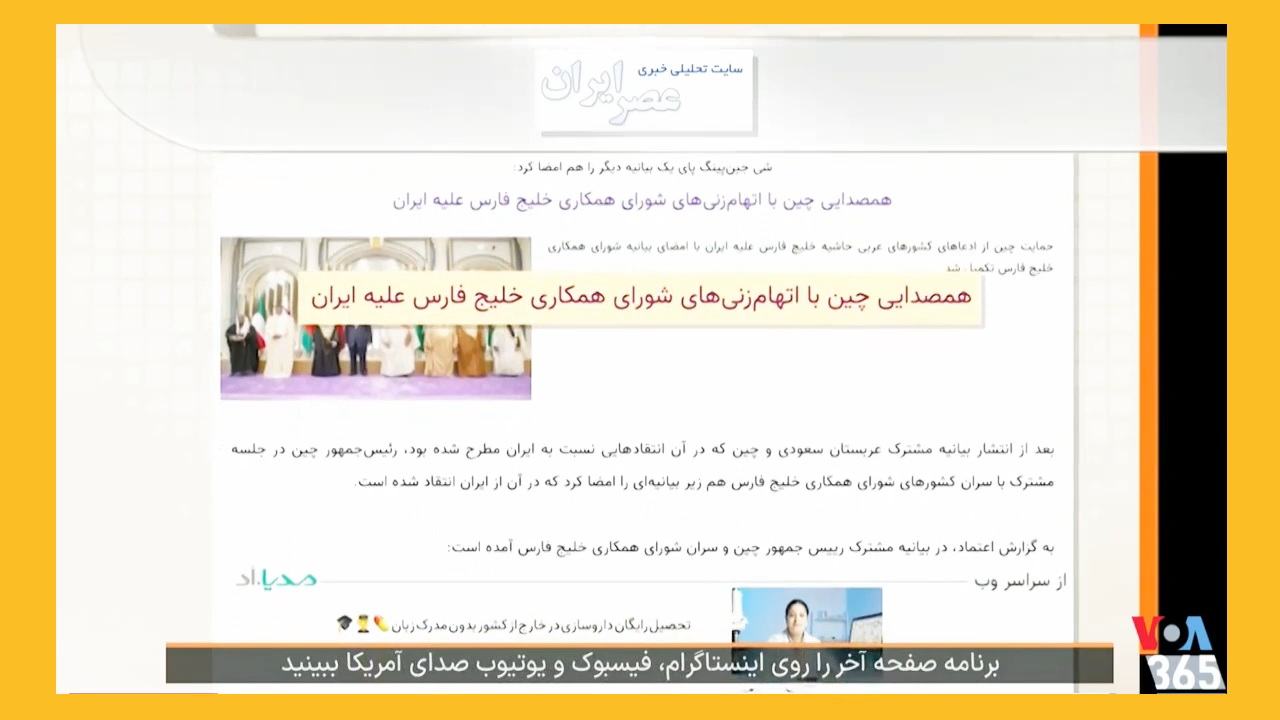 سایت تحلیلی خبری
عصر ایران
شی جین‌پینگ پای یک بیانیه دیگر را هم امضا کرد:
همصدایی چین با اتهام‌زنی‌های شورای همکاری خلیج فارس علیه ایران
حمایت چین از ادعاهای کشورهای عربی حاشیه خلیج فارس علیه ایران با امضای بیانیه شورای همکاری
خلیج فارس تکمیل شد
همصدایی چین با اتهام‌زنی‌های شورای همکاری خلیج فارس علیه ایران
بعد از انتشار بیانیه مشترک عربستان سعودی و چین که در آن انتقادهایی نسبت به ایران مطرح شده بود، رئیس‌جمهور چین در جلسه
مشترک با سران کشورهای شورای همکاری خلیج فارس هم زیر بیانیه‌ای را امضا کرد که در آن از ایران انتقاد شده است.
به گزارش اعتماد، در بیانیه مشترک رییس جمهور چین و سران شورای همکاری خلیج فارس آمده است:
از سراسر وب
مدیا.اد
تحصیل رایگان داروسازی در خارج از کشور بدون مدرک زبان
برنامه صفحه آخر را روی اینستاگرام، فیسبوک و یوتیوب صدای آمریکا ببینید
VOA
365